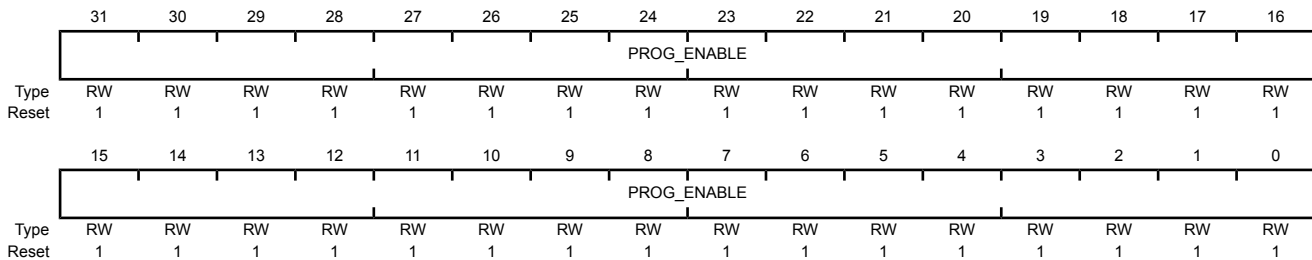 31 30 29 28 27 26 25 24 23 22 21 20 19 18 17 16
PROG_ENABLE
Type RW RW RW RW RW RW RW RW RW RW RW RW RW RW RW RW
Reset 1 1 1 1 1 1 1 1 1 1 1 1 1 1 1 1
15 14 13 12 11 10 9 8 7 6 5 4 3 2 1 0
PROG_ENABLE
Type RW RW RW RW RW RW RW RW RW RW RW RW RW RW RW RW
Reset 1 1 1 1 1 1 1 1 1 1 1 1 1 1 1 1